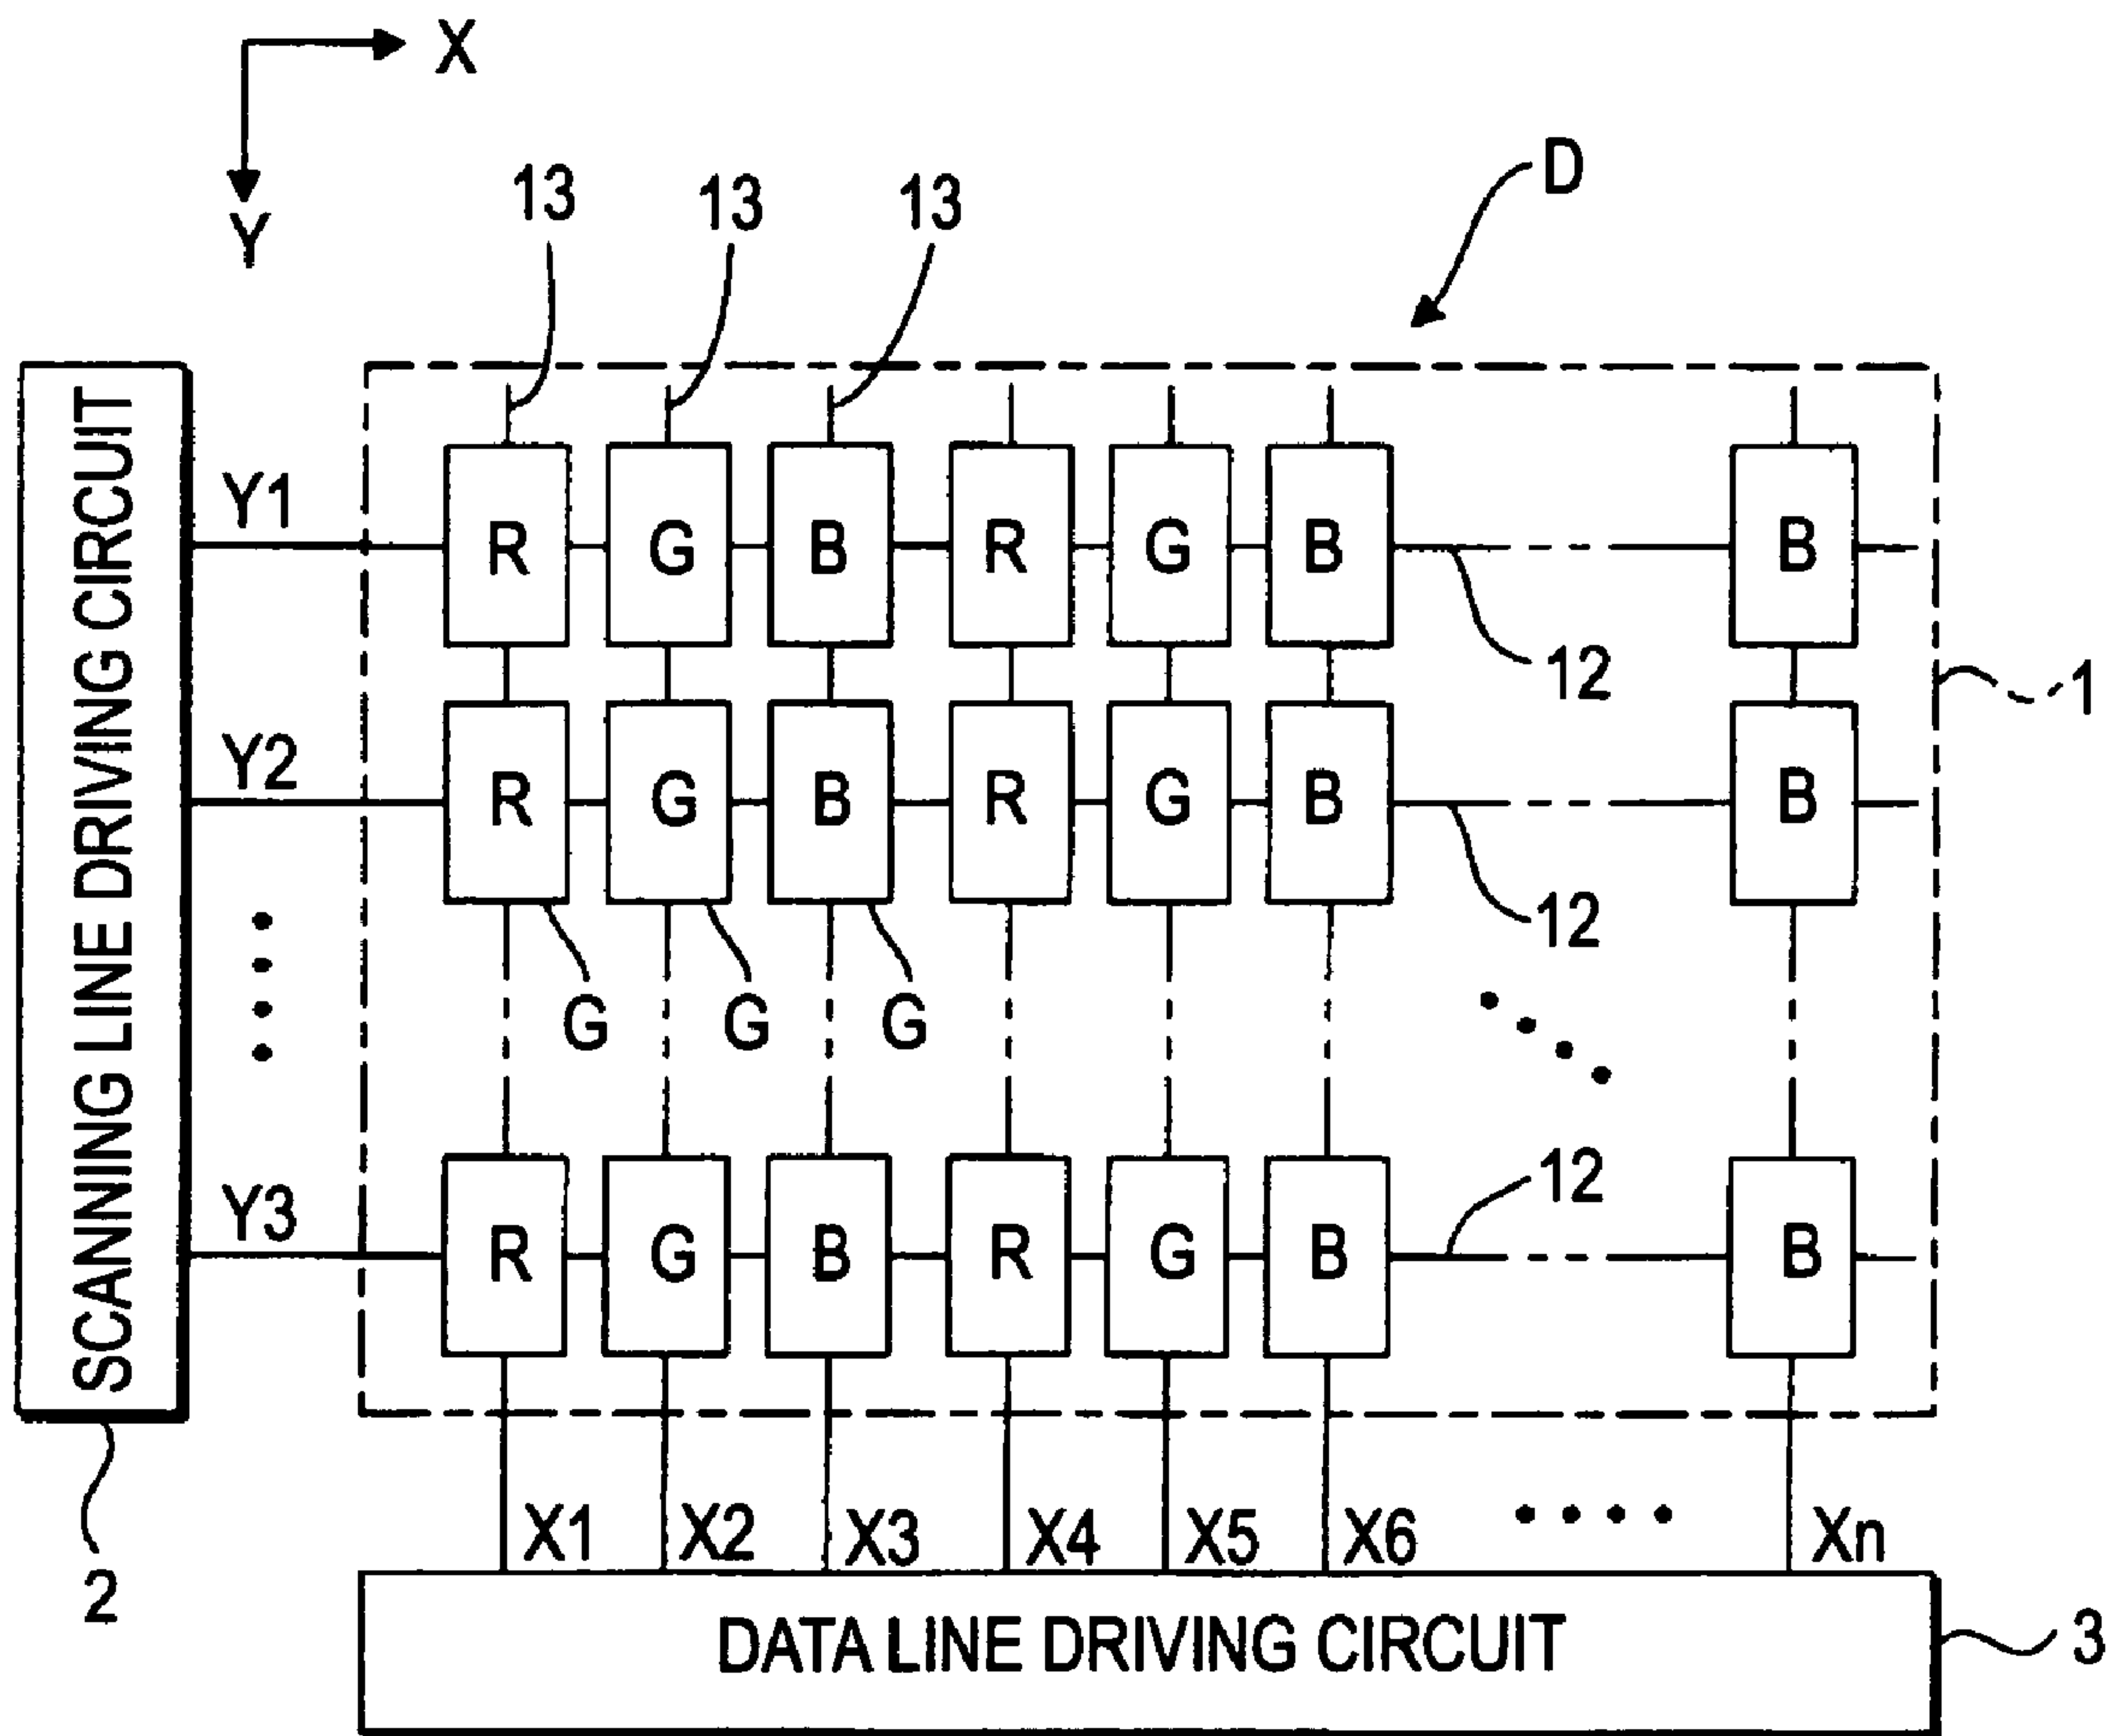 X
Y
13 13 13 D
SCANNING LINE DRIVING CIRCUIT
Y1 R G B R G B B
12
1
Y2 R G B R G B B
12
G G G
12
Y3 R G B R G B B
X1 X2 X3 X4 X5 X6 Xn
2
DATA LINE DRIVING CIRCUIT 3